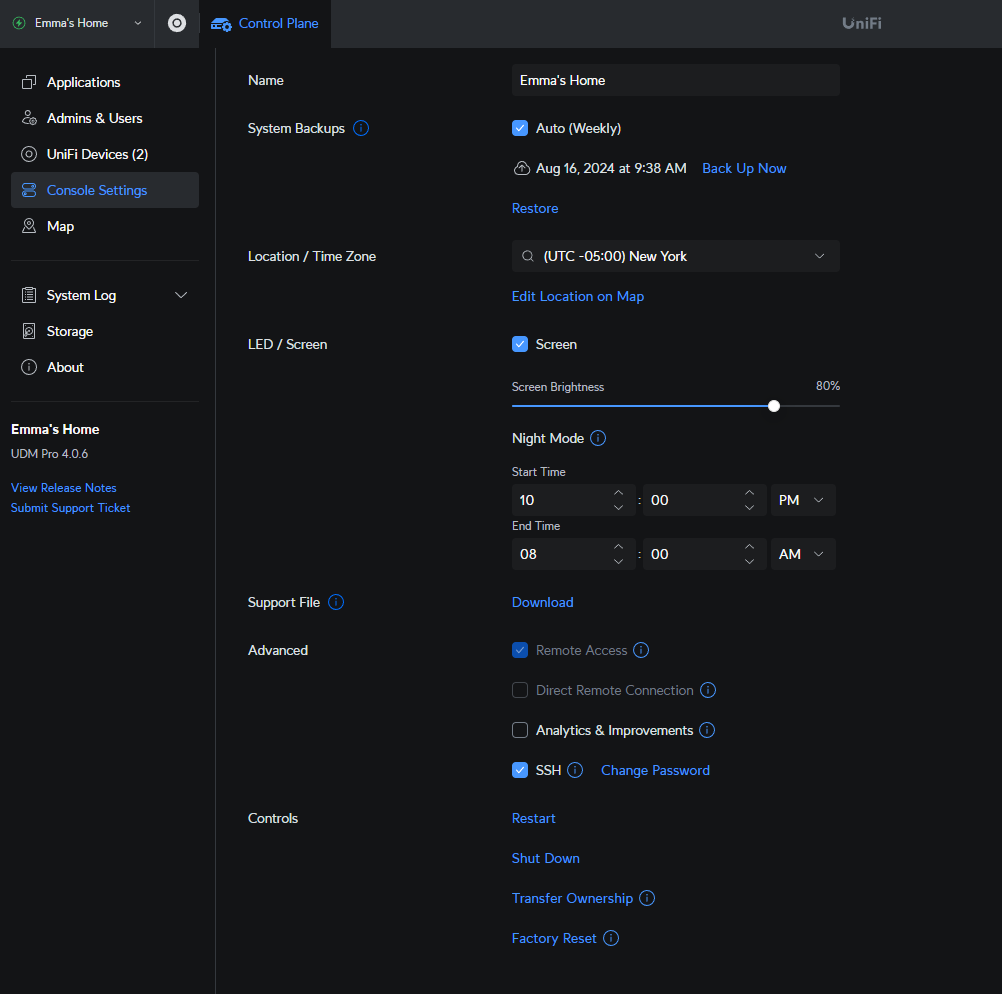 Emma's Home
Control Plane
UniFi
Applications
Admins & Users
UniFi Devices (2)
Console Settings
Map
System Log
Storage
About
Emma's Home
UDM Pro 4.0.6
View Release Notes
Submit Support Ticket
Name
Emma's Home
System Backups
Auto (Weekly)
Aug 16, 2024 at 9:38 AM Back Up Now
Restore
Location / Time Zone
(UTC -05:00) New York
Edit Location on Map
LED / Screen
Screen
Screen Brightness 80%
Night Mode
Start Time
10 : 00 PM
End Time
08 : 00 AM
Support File
Download
Advanced
Remote Access
Direct Remote Connection
Analytics & Improvements
SSH Change Password
Controls
Restart
Shut Down
Transfer Ownership
Factory Reset